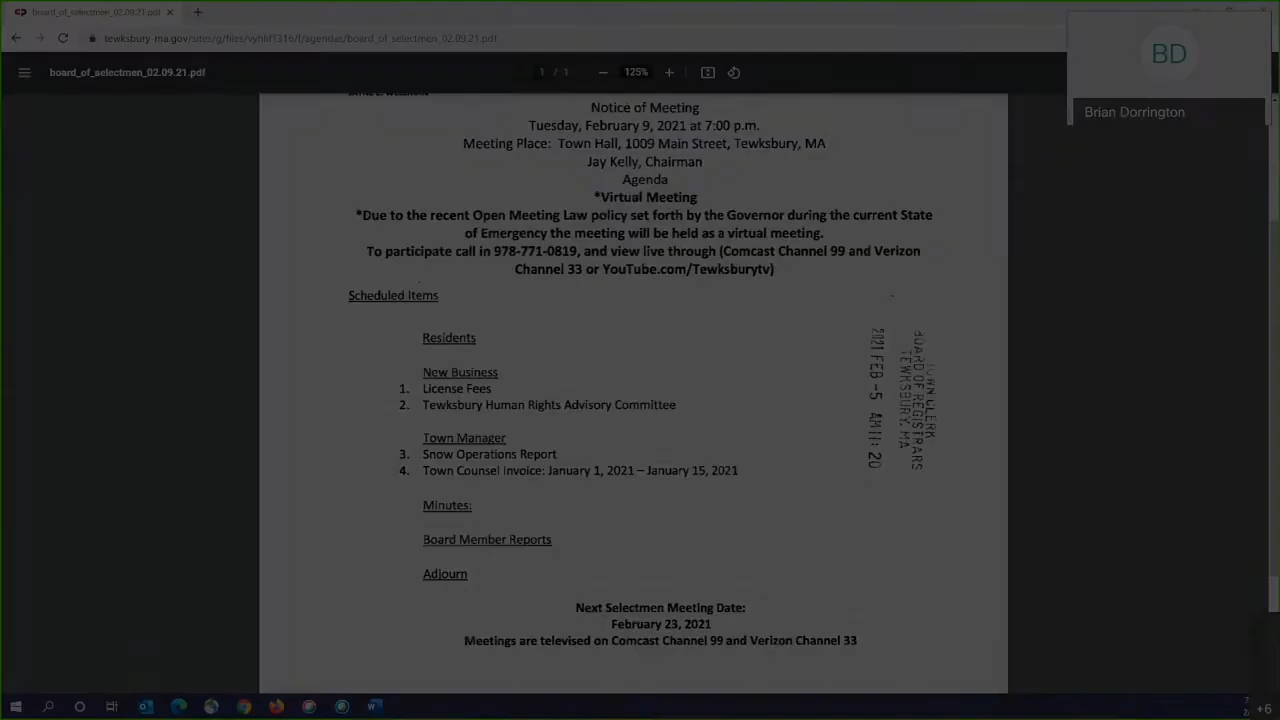 board_of_selectmen_02.09.21.pdf
tewksbury-ma.gov/sites/g/files/vyhlif1316/f/agendas/board_of_selectmen_02.09.21.pdf
BD
Brian Dorrington
board_of_selectmen_02.09.21.pdf
1 / 1
125%
Notice of Meeting
Tuesday, February 9, 2021 at 7:00 p.m.
Meeting Place: Town Hall, 1009 Main Street, Tewksbury, MA
Jay Kelly, Chairman
Agenda
*Virtual Meeting
*Due to the recent Open Meeting Law policy set forth by the Governor during the current State
of Emergency the meeting will be held as a virtual meeting.
To participate call in 978-771-0819, and view live through (Comcast Channel 99 and Verizon
Channel 33 or YouTube.com/Tewksburytv)
Scheduled Items
Residents
New Business
1. License Fees
2. Tewksbury Human Rights Advisory Committee
Town Manager
3. Snow Operations Report
4. Town Counsel Invoice: January 1, 2021 – January 15, 2021
Minutes:
Board Member Reports
Adjourn
TOWN CLERK
BOARD OF REGISTRARS
TEWKSBURY, MA
2021 FEB -5 AM 11: 20
Next Selectmen Meeting Date:
February 23, 2021
Meetings are televised on Comcast Channel 99 and Verizon Channel 33
+6